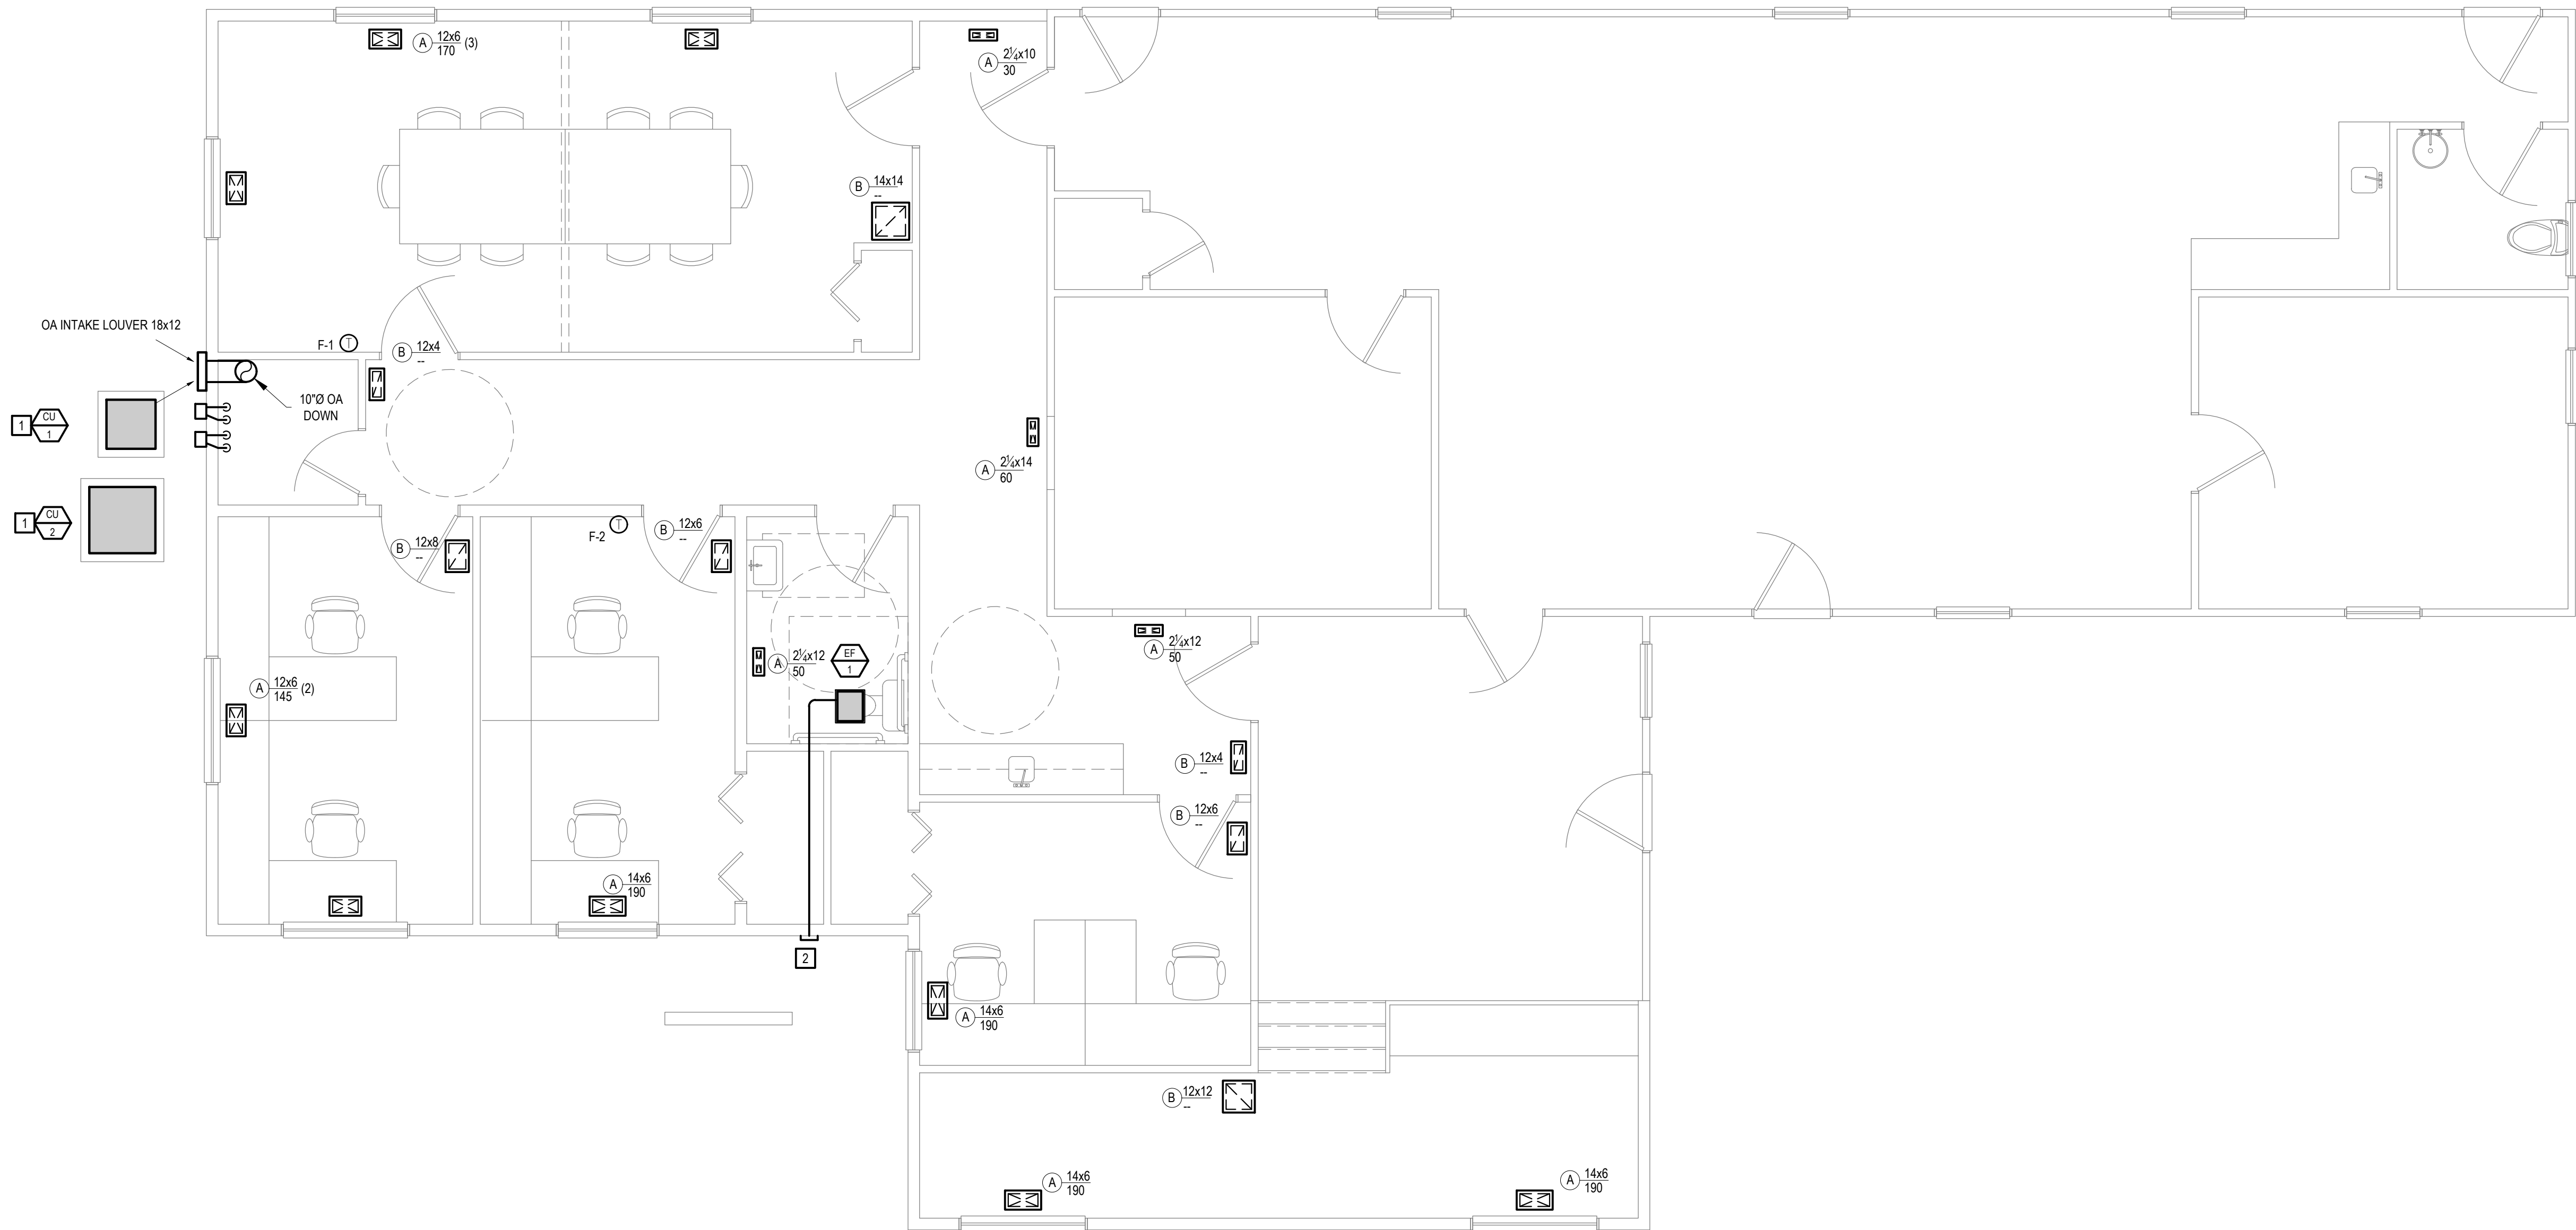 A 12x6 (3)
170
A 2¼x10
30
B 14x14
--
OA INTAKE LOUVER 18x12
F-1 T
B 12x4
--
10"Ø OA
DOWN
1 CU
1
A 2¼x14
60
1 CU
2
F-2 T
B 12x6
--
B 12x8
--
A 2¼x12
50
EF
1
A 2¼x12
50
A 12x6 (2)
145
B 12x4
--
B 12x6
--
A 14x6
190
2
A 14x6
190
B 12x12
--
A 14x6
190
A 14x6
190